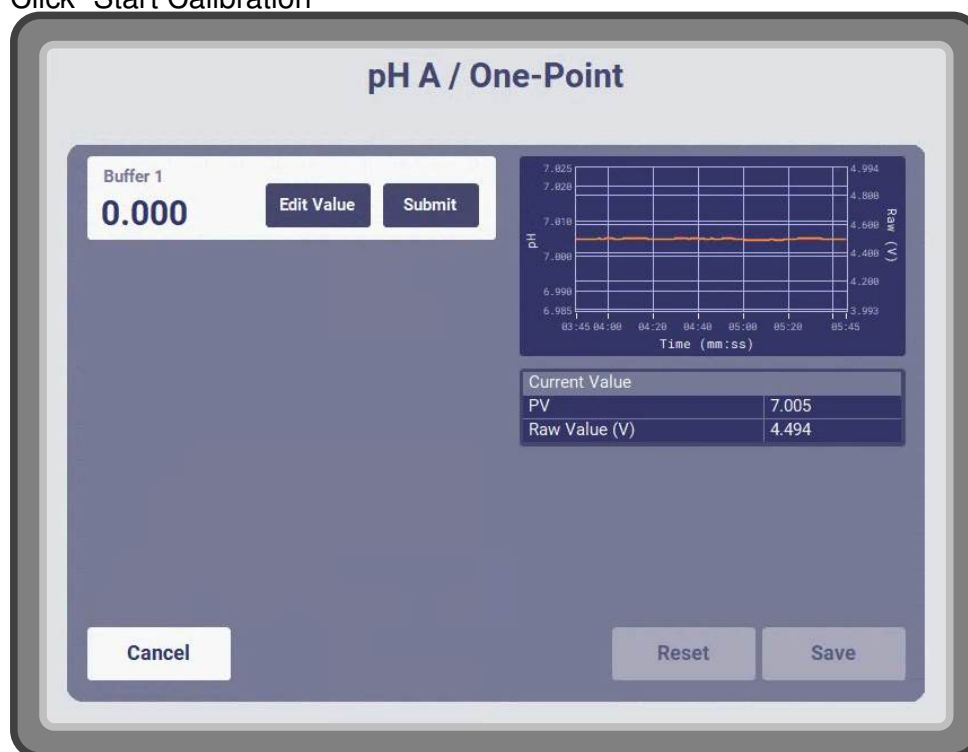 Click "Start Calibration"
pH A / One-Point
Buffer 1
0.000
Edit Value
Submit
7.025
7.020
7.010
7.000
6.990
6.985
pH
4.994
4.800
4.600
4.400
4.200
3.993
Raw (V)
03:45 04:00 04:20 04:40 05:00 05:20 05:45
Time (mm:ss)
Current Value
PV 7.005
Raw Value (V) 4.494
Cancel
Reset
Save